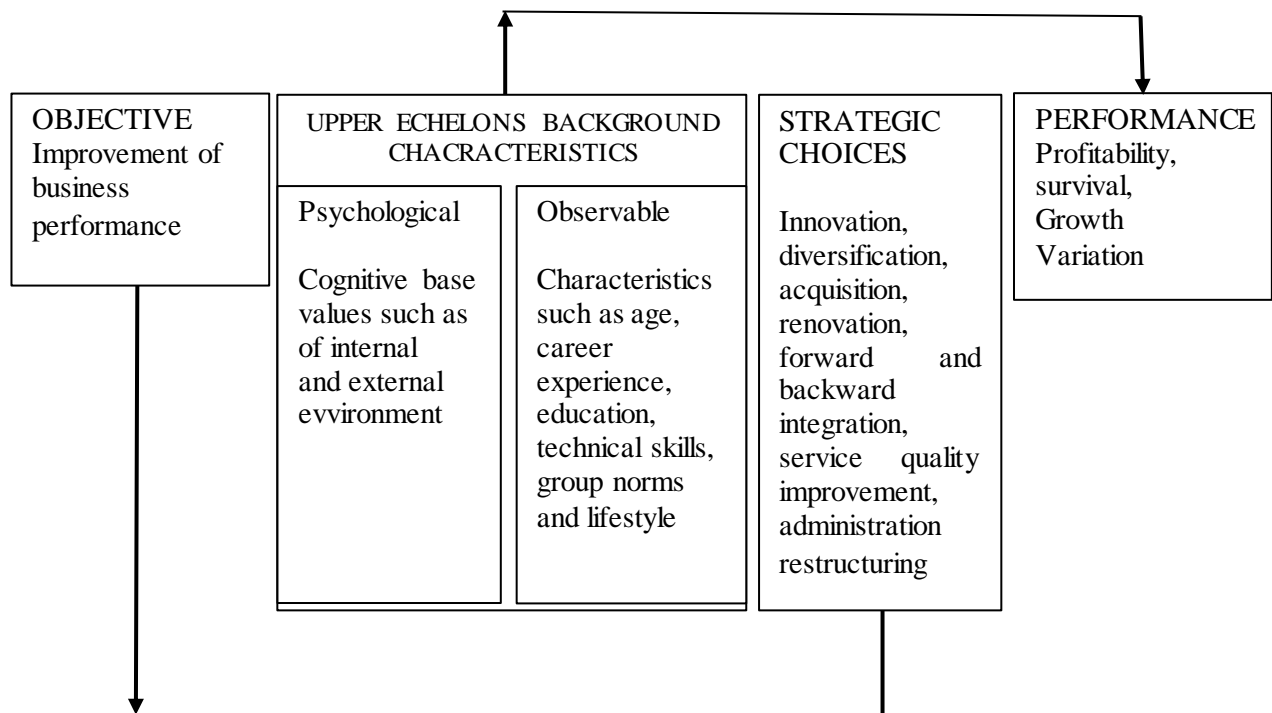 OBJECTIVE
Improvement of
business
performance
UPPER ECHELONS BACKGROUND
CHACRACTERISTICS
Psychological
Cognitive base
values such as
of internal
and external
evvironment
Observable
Characteristics
such as age,
career
experience,
education,
technical skills,
group norms
and lifestyle
STRATEGIC
CHOICES
Innovation,
diversification,
acquisition,
renovation,
forward and
backward
integration,
service quality
improvement,
administration
restructuring
PERFORMANCE
Profitability,
survival,
Growth
Variation